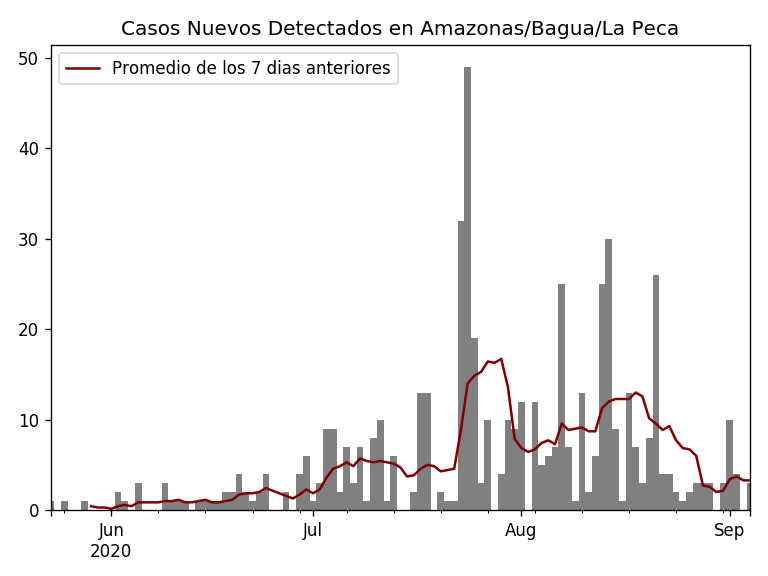 Casos Nuevos Detectados en Amazonas/Bagua/La Peca
Promedio de los 7 dias anteriores
50
40
30
20
10
0
Jun
2020
Jul
Aug
Sep